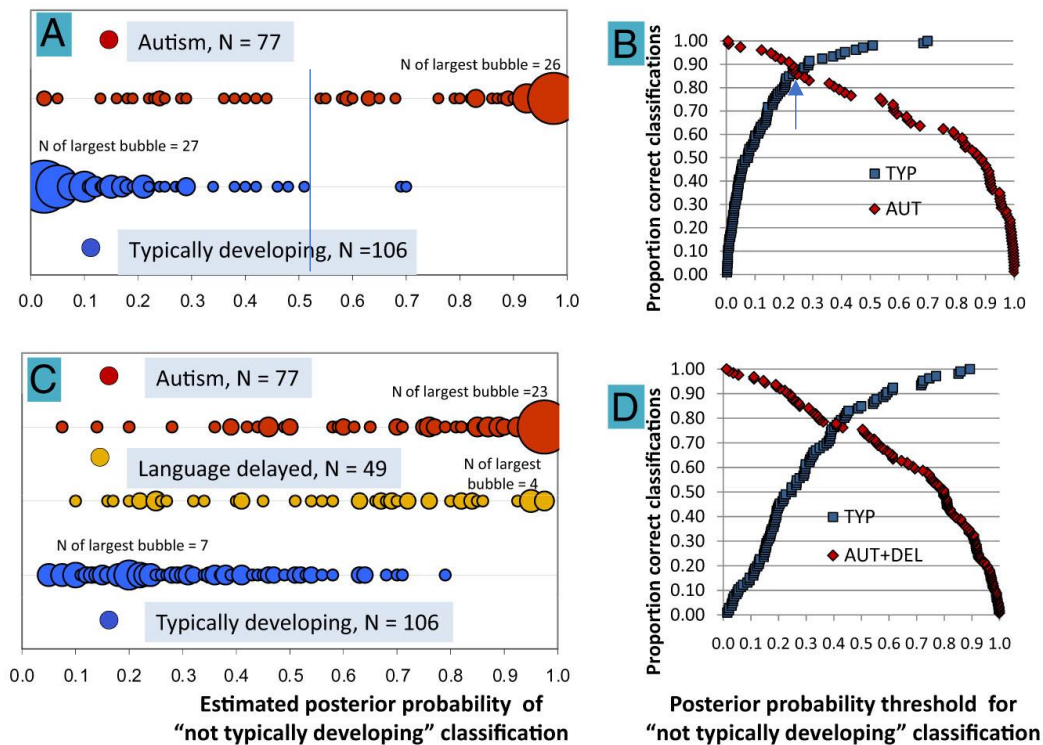 A
Autism, N = 77
N of largest bubble = 26
N of largest bubble = 27
Typically developing, N =106
0.0 0.1 0.2 0.3 0.4 0.5 0.6 0.7 0.8 0.9 1.0
B
Proportion correct classifications
1.00
0.90
0.80
0.70
0.60
0.50
0.40
0.30
0.20
0.10
0.00
TYP
AUT
0.0 0.1 0.2 0.3 0.4 0.5 0.6 0.7 0.8 0.9 1.0
C
Autism, N = 77
N of largest bubble =23
Language delayed, N = 49
N of largest
bubble = 4
N of largest bubble = 7
Typically developing, N = 106
0.0 0.1 0.2 0.3 0.4 0.5 0.6 0.7 0.8 0.9 1.0
Estimated posterior probability of
“not typically developing” classification
D
Proportion correct classifications
1.00
0.90
0.80
0.70
0.60
0.50
0.40
0.30
0.20
0.10
0.00
TYP
AUT+DEL
0.0 0.1 0.2 0.3 0.4 0.5 0.6 0.7 0.8 0.9 1.0
Posterior probability threshold for
“not typically developing” classification